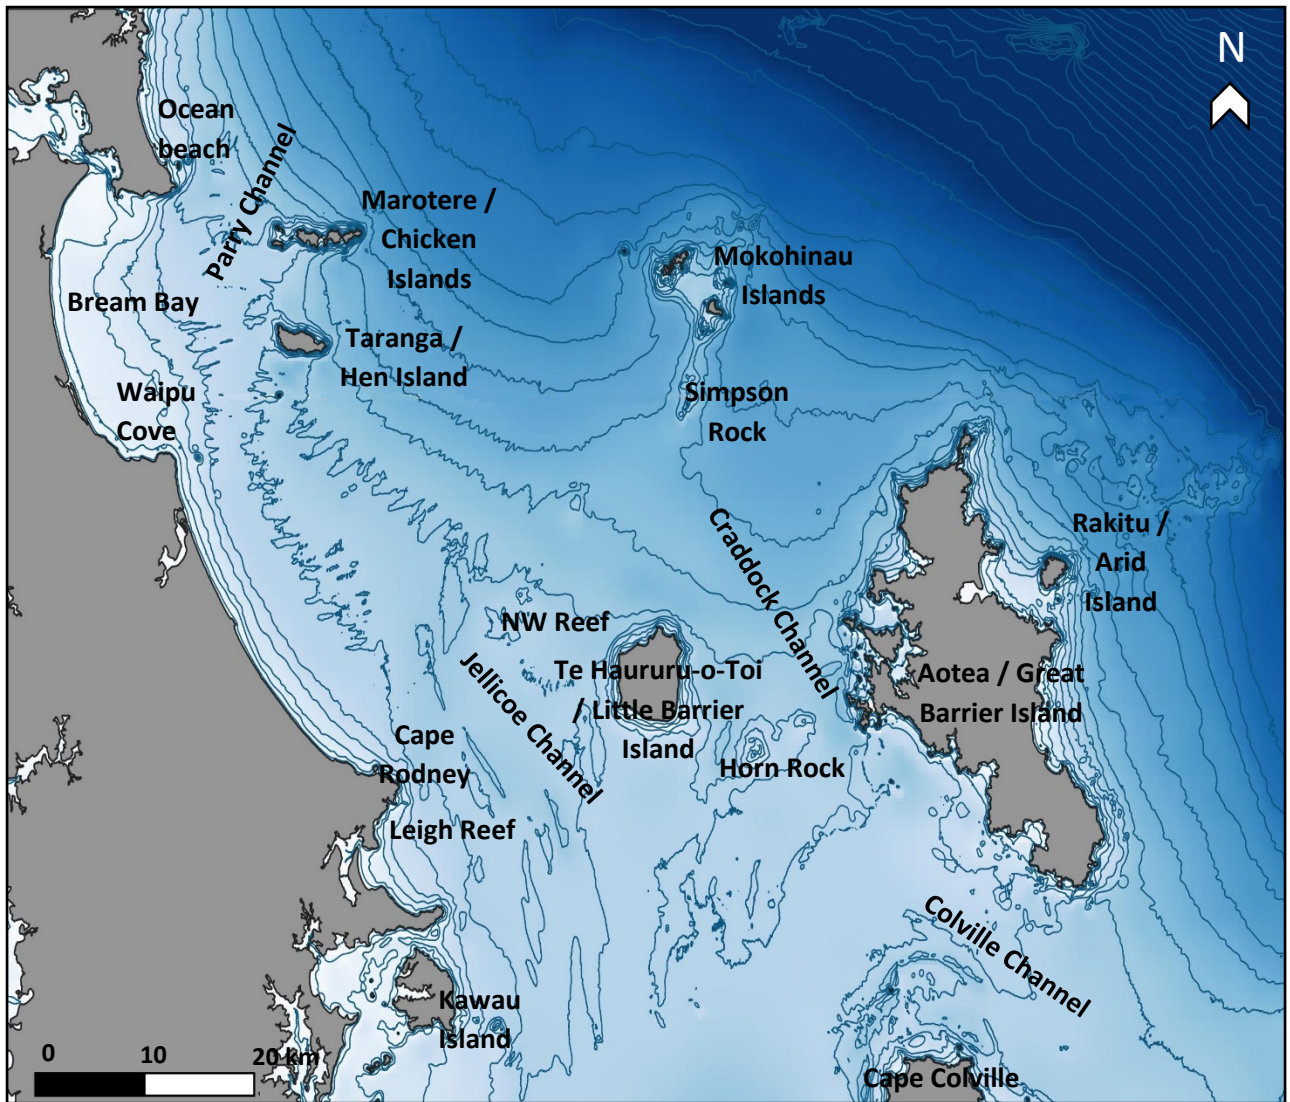 N
Ocean
beach
Parry Channel
Marotere /
Chicken
Islands
Mokohinau
Islands
Bream Bay
Taranga /
Hen Island
Waipu
Cove
Simpson
Rock
Craddock Channel
Rakitu /
Arid
Island
NW Reef
Jellicoe Channel
Te Haururu-o-Toi
/ Little Barrier
Island
Aotea / Great
Barrier Island
Cape
Rodney
Horn Rock
Leigh Reef
Colville Channel
Kawau
Island
0 10 20 km
Cape Colville